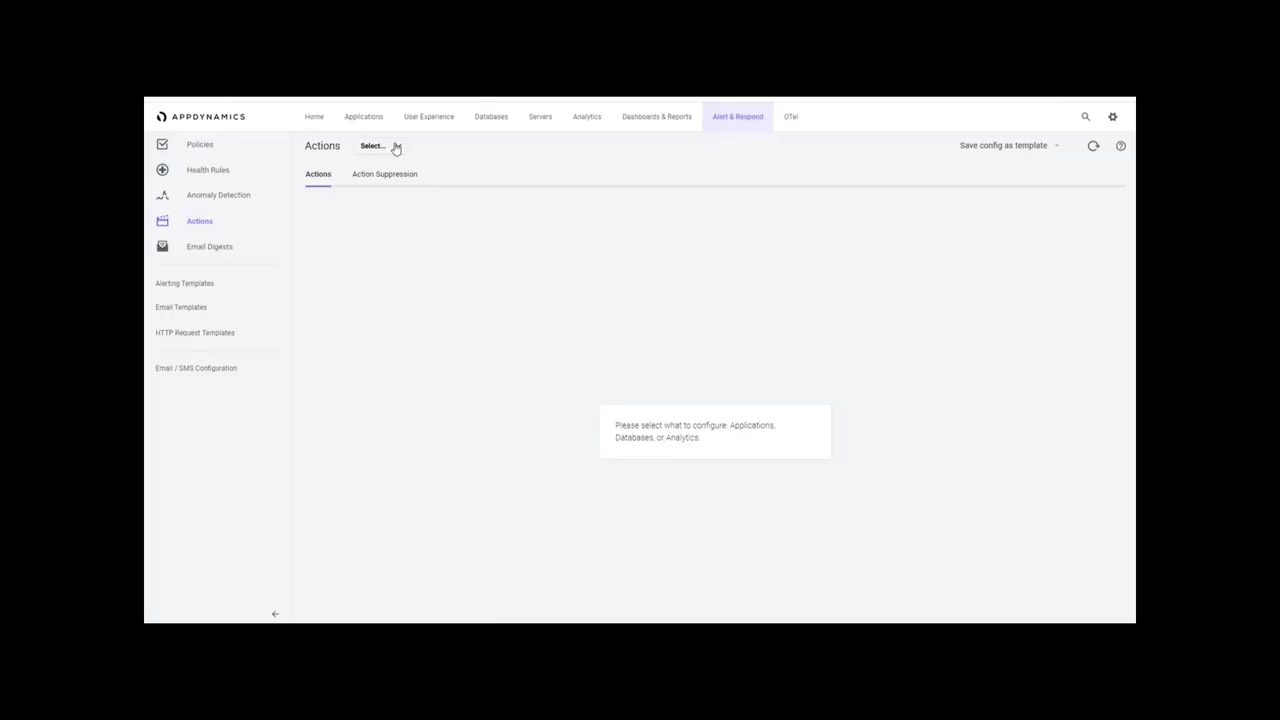 APPDYNAMICS
Home
Applications
User Experience
Databases
Servers
Analytics
Dashboards & Reports
Alert & Respond
OTel
Policies
Health Rules
Anomaly Detection
Actions
Email Digests
Alerting Templates
Email Templates
HTTP Request Templates
Email / SMS Configuration
Actions
Select...
Save config as template
Actions
Action Suppression
Please select what to configure: Applications,
Databases, or Analytics.